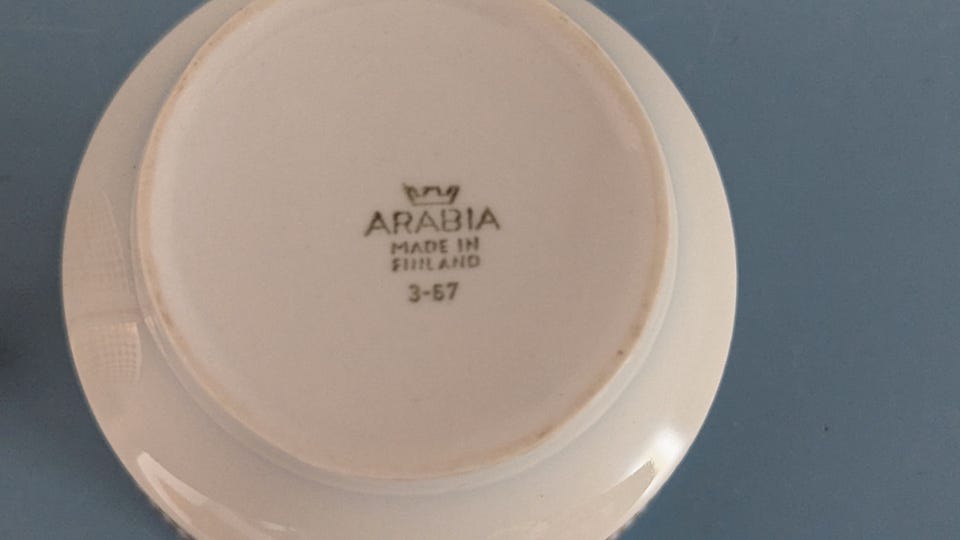 ARABIA
MADE IN
FINLAND
3-67